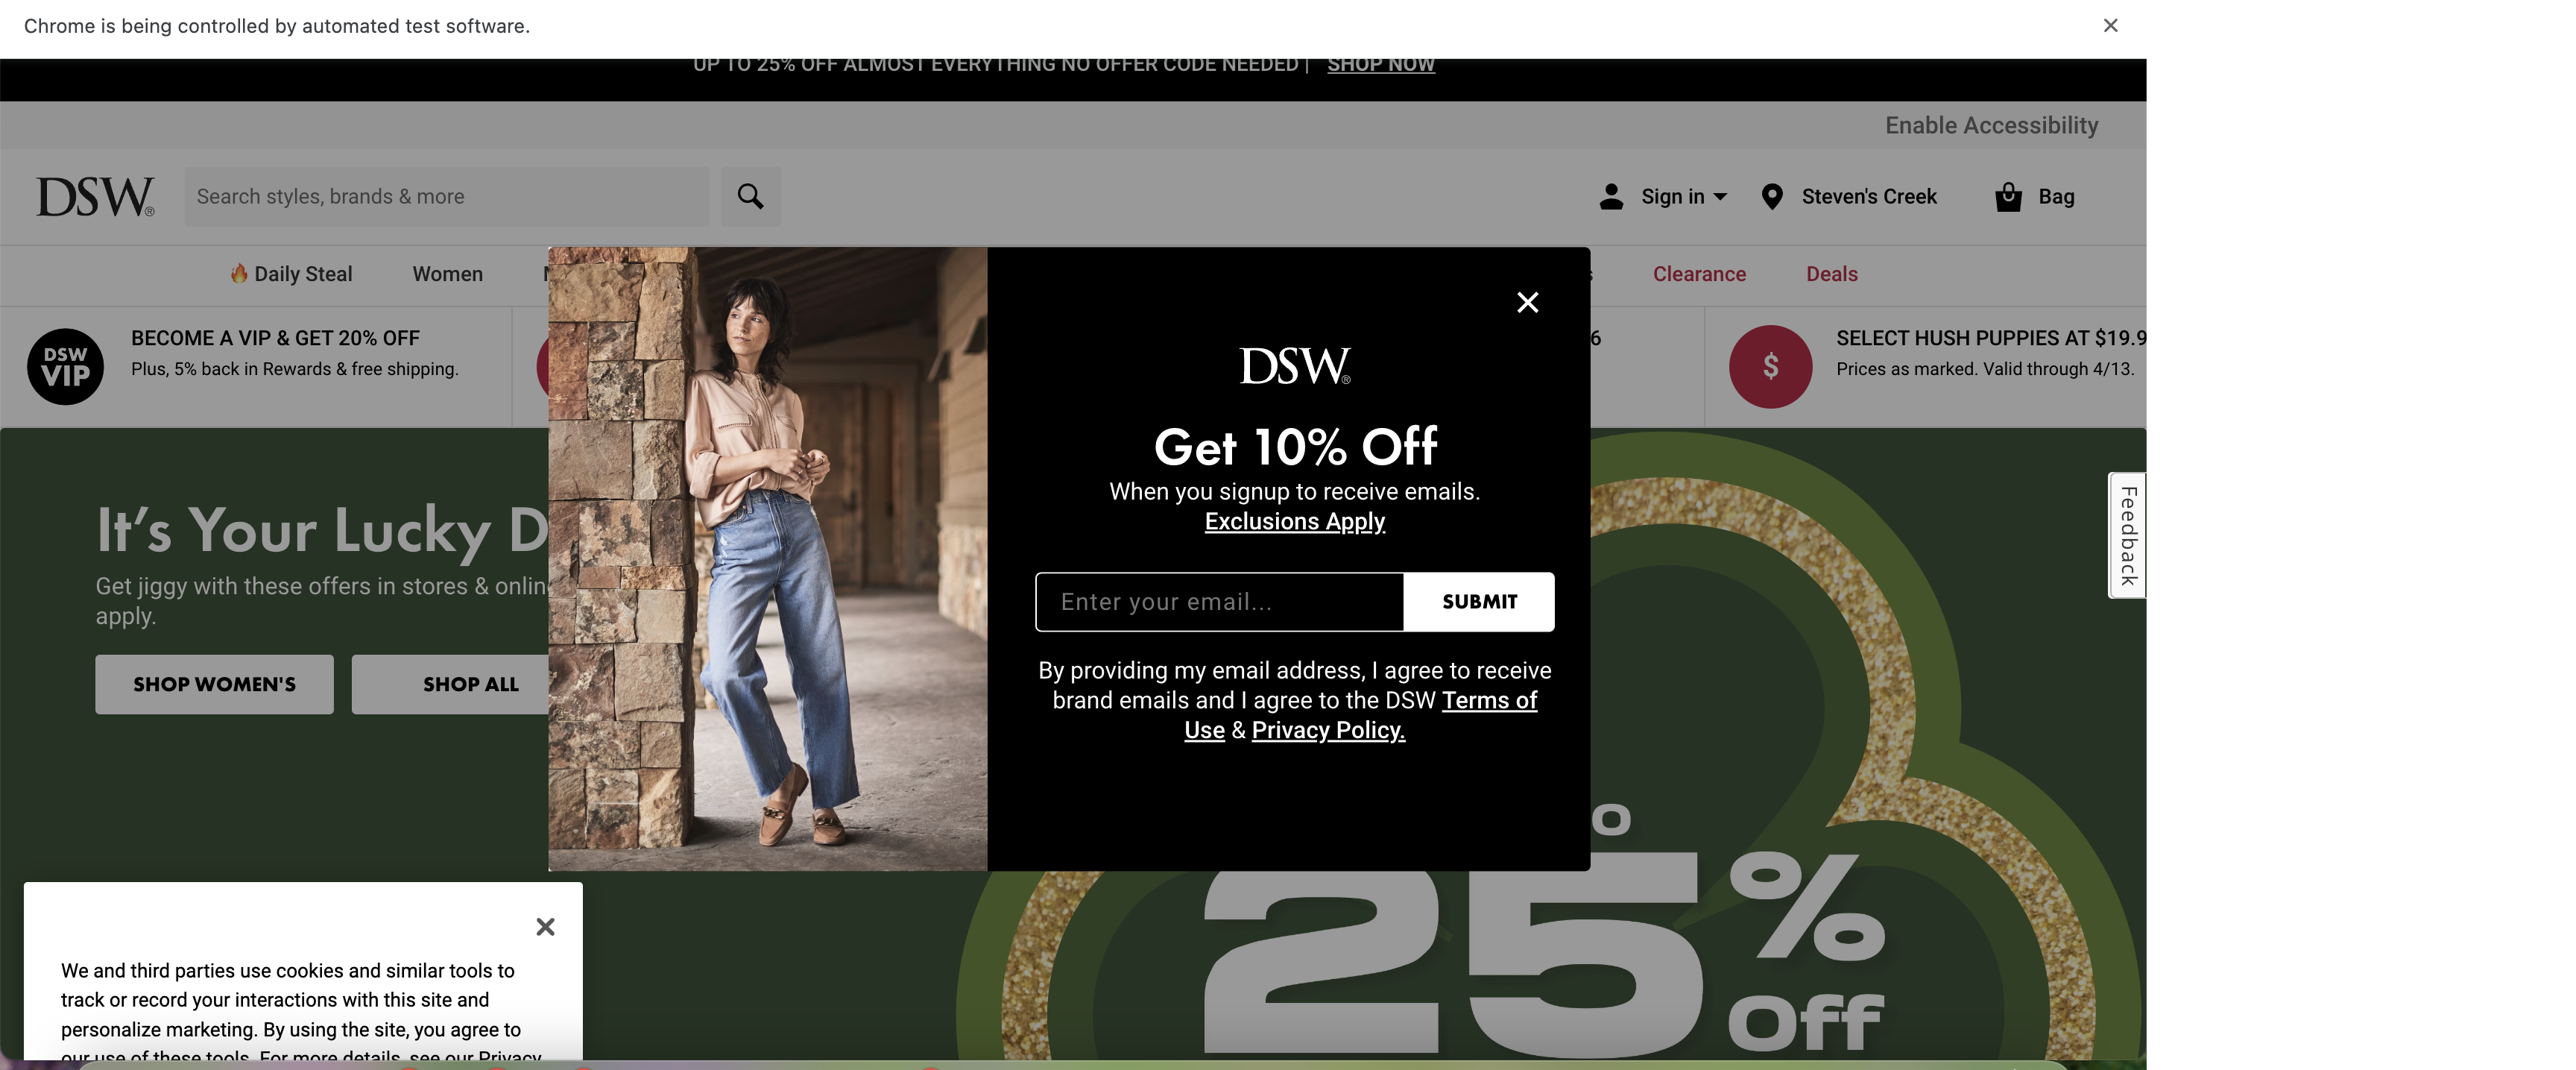 Chrome is being controlled by automated test software.
UP TO 25% OFF ALMOST EVERYTHING NO OFFER CODE NEEDED | SHOP NOW
Enable Accessibility
DSW®
Search styles, brands & more
Sign in
Steven's Creek
Bag
Daily Steal
Women
Clearance
Deals
DSW
VIP
BECOME A VIP & GET 20% OFF
Plus, 5% back in Rewards & free shipping.
$
SELECT HUSH PUPPIES AT $19.9
Prices as marked. Valid through 4/13.
It's Your Lucky D
Get jiggy with these offers in stores & onlin
apply.
SHOP WOMEN'S
SHOP ALL
DSW®
Get 10% Off
When you signup to receive emails.
Exclusions Apply
Enter your email...
SUBMIT
By providing my email address, I agree to receive
brand emails and I agree to the DSW Terms of
Use & Privacy Policy.
Feedback
25%
Off
We and third parties use cookies and similar tools to
track or record your interactions with this site and
personalize marketing. By using the site, you agree to
our use of these tools. For more details, see our Privacy